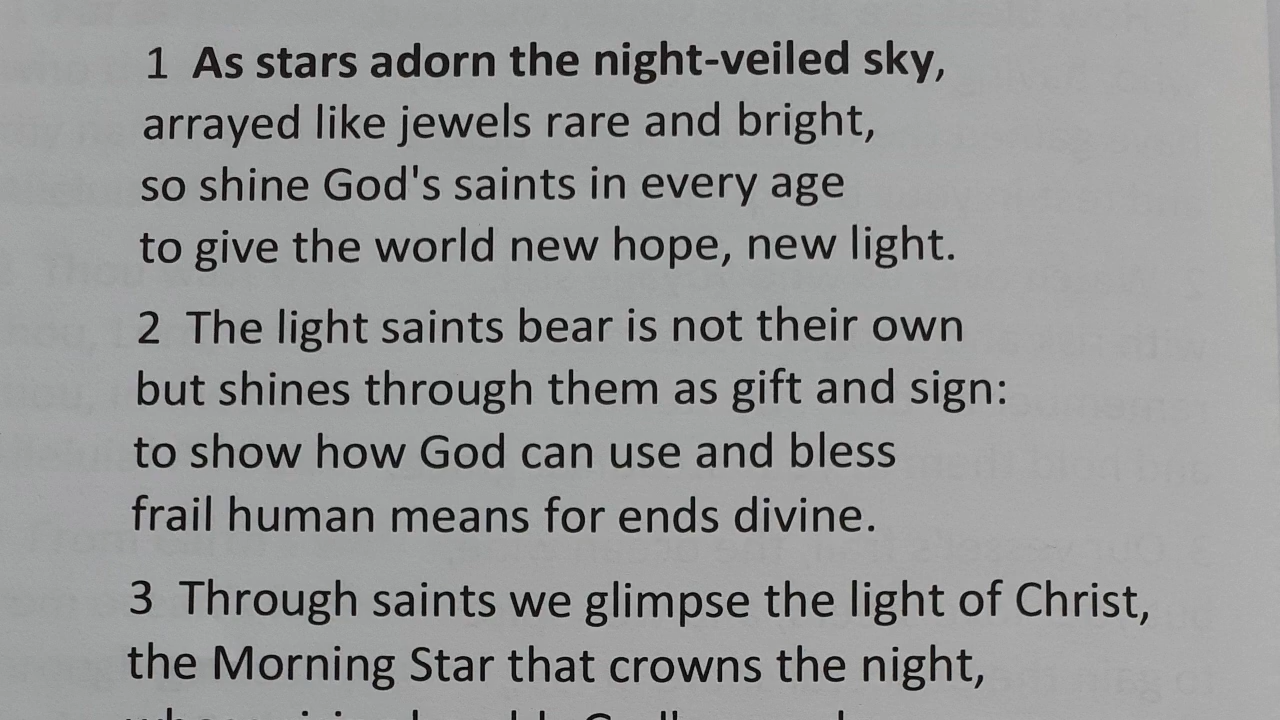 1 As stars adorn the night-veiled sky,
arrayed like jewels rare and bright,
so shine God's saints in every age
to give the world new hope, new light.
2 The light saints bear is not their own
but shines through them as gift and sign:
to show how God can use and bless
frail human means for ends divine.
3 Through saints we glimpse the light of Christ,
the Morning Star that crowns the night,